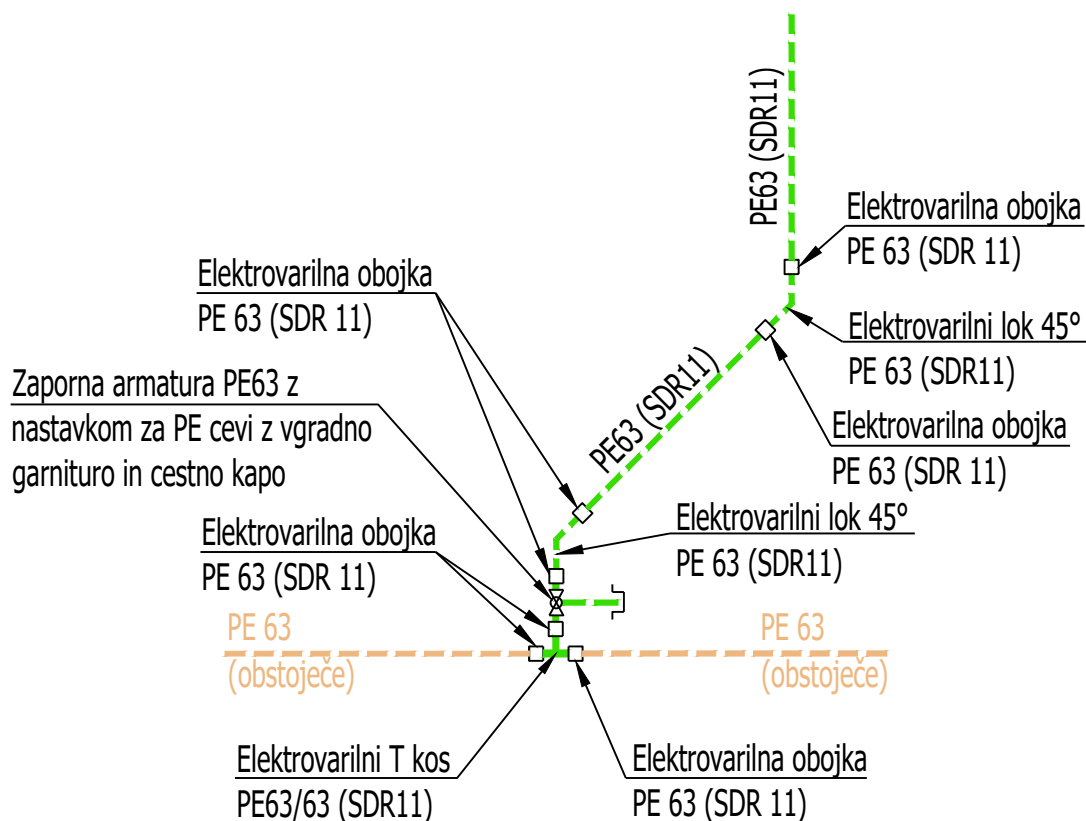 PE63 (SDR11)
Elektrovarilna obojka
PE 63 (SDR 11)
Elektrovarilna obojka
PE 63 (SDR 11)
Elektrovarilni lok 45°
PE 63 (SDR11)
PE63 (SDR11)
Zaporna armatura PE63 z
nastavkom za PE cevi z vgradno
garnituro in cestno kapo
Elektrovarilna obojka
PE 63 (SDR 11)
Elektrovarilni lok 45°
PE 63 (SDR11)
Elektrovarilna obojka
PE 63 (SDR 11)
PE 63
(obstoječe)
PE 63
(obstoječe)
Elektrovarilni T kos
PE63/63 (SDR11)
Elektrovarilna obojka
PE 63 (SDR 11)